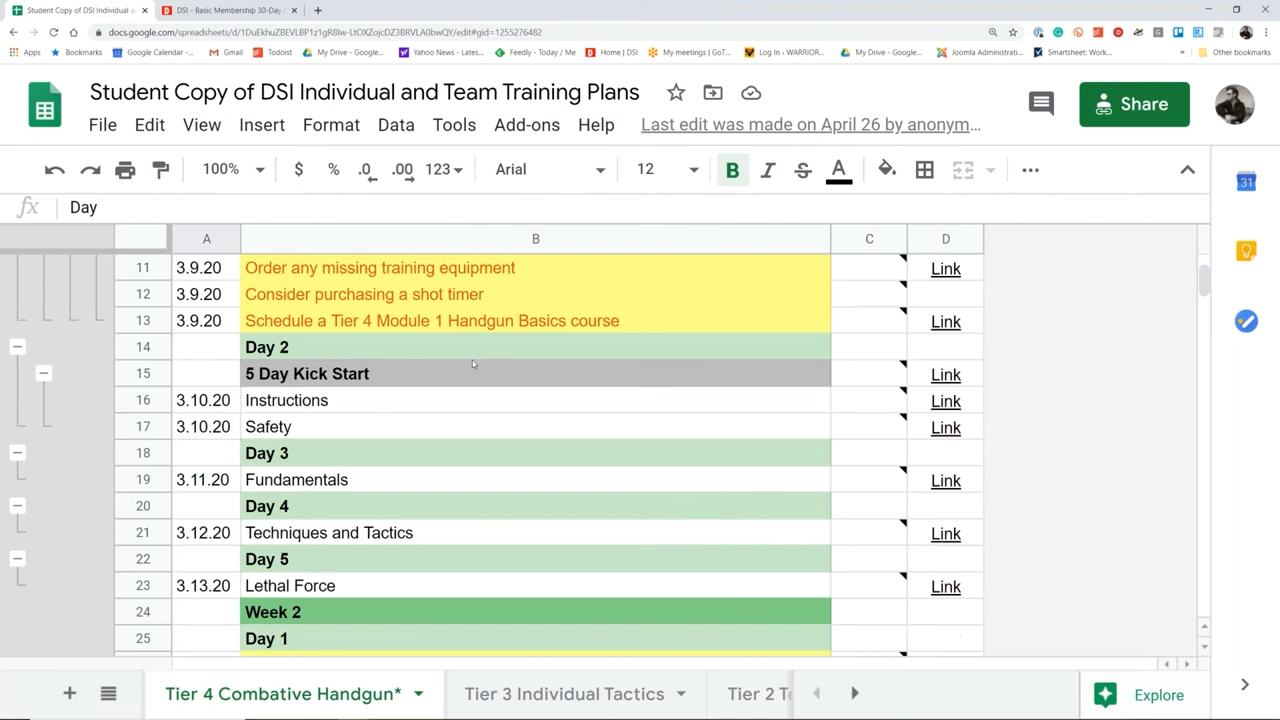 Student Copy of DSI Individual an
DSI - Basic Membership 30-Day
docs.google.com/spreadsheets/d/1DuEkhuZBEVLBP1z1gR8Iw-LtOXZojcDZ3BRVLA0bwQY/edit#gid=1255276482
Apps Bookmarks Google Calendar -... Gmail Todoist My Drive - Google... Yahoo News - Lates... Feedly - Today / Me Home | DSI My meetings | GoT... Log In - WARRIOR... My Drive - Google... Joomla Administrati... Smartsheet: Work... » Other bookmarks
Student Copy of DSI Individual and Team Training Plans
Share
File Edit View Insert Format Data Tools Add-ons Help Last edit was made on April 26 by anonym...
100% $ % .0 .00 123 Arial 12 B I S A
31
fx Day
A B C D
11 3.9.20 Order any missing training equipment Link
12 3.9.20 Consider purchasing a shot timer
13 3.9.20 Schedule a Tier 4 Module 1 Handgun Basics course Link
14 Day 2
15 5 Day Kick Start Link
16 3.10.20 Instructions Link
17 3.10.20 Safety Link
18 Day 3
19 3.11.20 Fundamentals Link
20 Day 4
21 3.12.20 Techniques and Tactics Link
22 Day 5
23 3.13.20 Lethal Force Link
24 Week 2
25 Day 1
Tier 4 Combative Handgun* Tier 3 Individual Tactics Tier 2 Explore